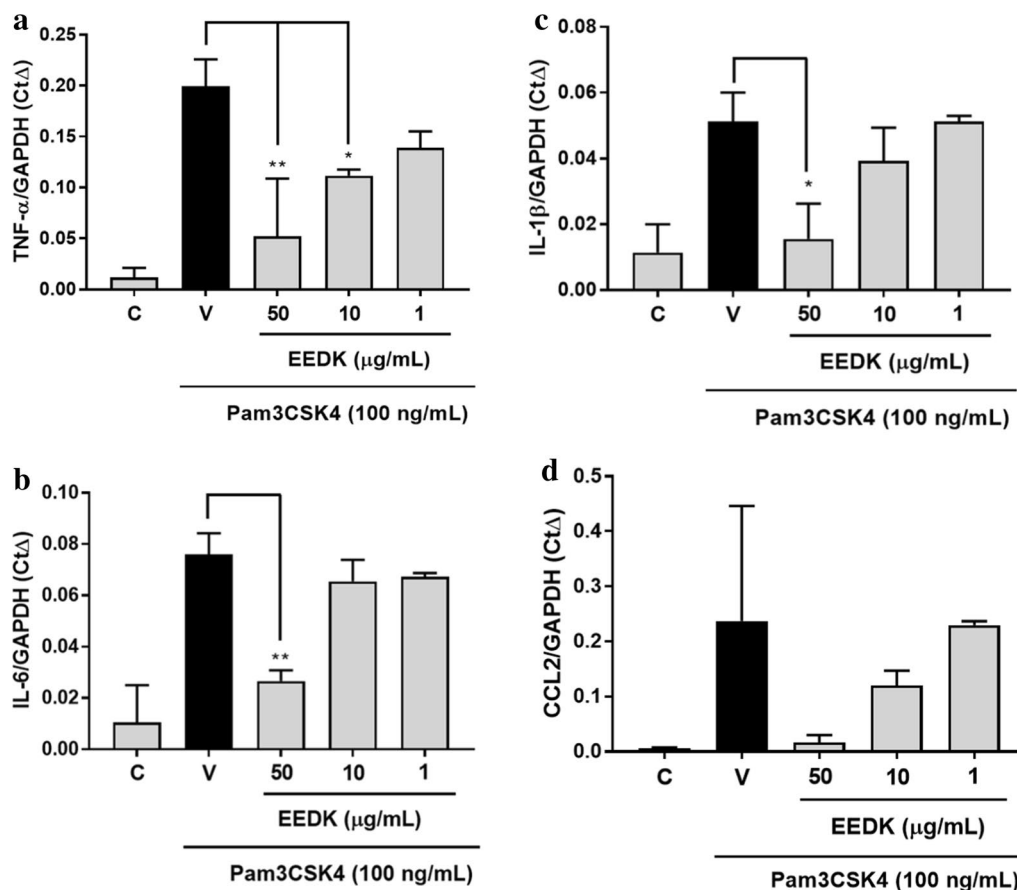 a
TNF-α/GAPDH (CtΔ)
0.25
0.20
0.15
0.10
0.05
0.00
**
*
C V 50 10 1
EEDK (μg/mL)
Pam3CSK4 (100 ng/mL)
b
IL-6/GAPDH (CtΔ)
0.10
0.08
0.06
0.04
0.02
0.00
**
C V 50 10 1
EEDK (μg/mL)
Pam3CSK4 (100 ng/mL)
c
IL-1β/GAPDH (CtΔ)
0.06
0.04
0.02
0.00
*
C V 50 10 1
EEDK (μg/mL)
Pam3CSK4 (100 ng/mL)
d
CCL2/GAPDH (CtΔ)
0.5
0.4
0.3
0.2
0.1
0.0
C V 50 10 1
EEDK (μg/mL)
Pam3CSK4 (100 ng/mL)